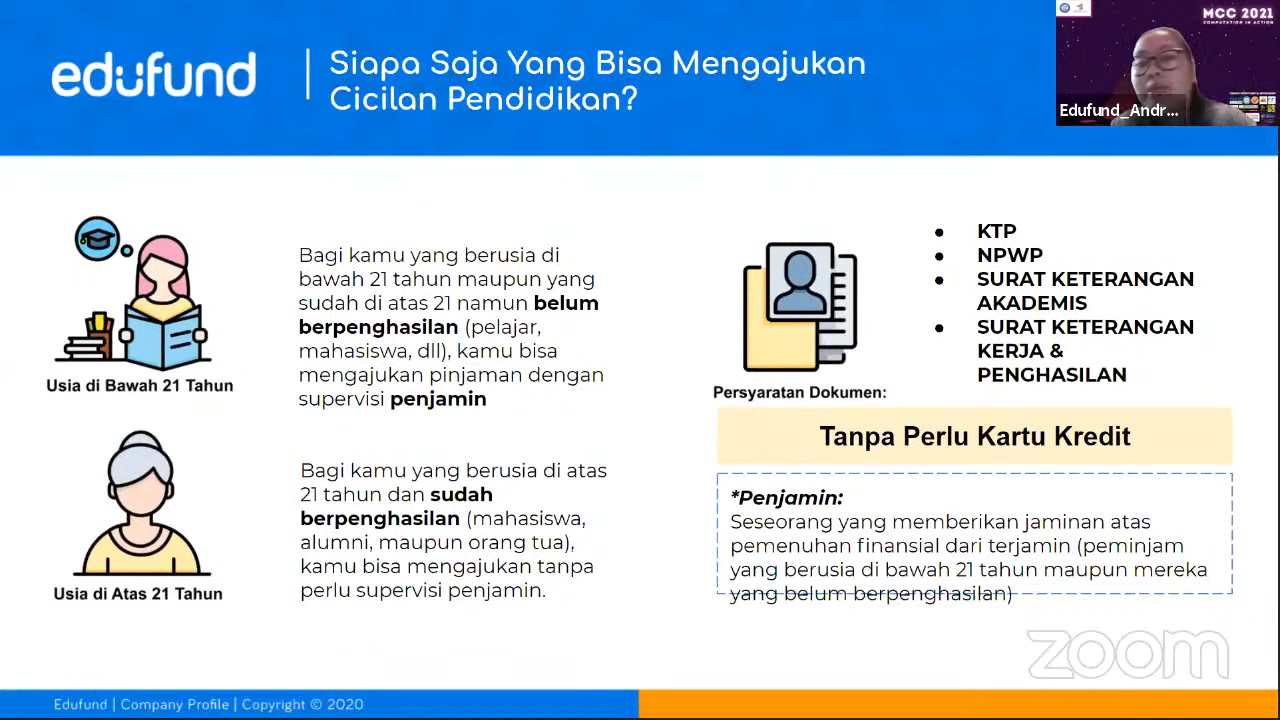 edufund
Siapa Saja Yang Bisa Mengajukan
Cicilan Pendidikan?
MCC 2021
COMPUTATION IN ACTION
Edufund_Andr...
Usia di Bawah 21 Tahun
Bagi kamu yang berusia di
bawah 21 tahun maupun yang
sudah di atas 21 namun belum
berpenghasilan (pelajar,
mahasiswa, dll), kamu bisa
mengajukan pinjaman dengan
supervisi penjamin
Usia di Atas 21 Tahun
Bagi kamu yang berusia di atas
21 tahun dan sudah
berpenghasilan (mahasiswa,
alumni, maupun orang tua),
kamu bisa mengajukan tanpa
perlu supervisi penjamin.
Persyaratan Dokumen:
● KTP
● NPWP
● SURAT KETERANGAN
AKADEMIS
● SURAT KETERANGAN
KERJA &
PENGHASILAN
Tanpa Perlu Kartu Kredit
*Penjamin:
Seseorang yang memberikan jaminan atas
pemenuhan finansial dari terjamin (peminjam
yang berusia di bawah 21 tahun maupun mereka
yang belum berpenghasilan)
zoom
Edufund | Company Profile | Copyright © 2020